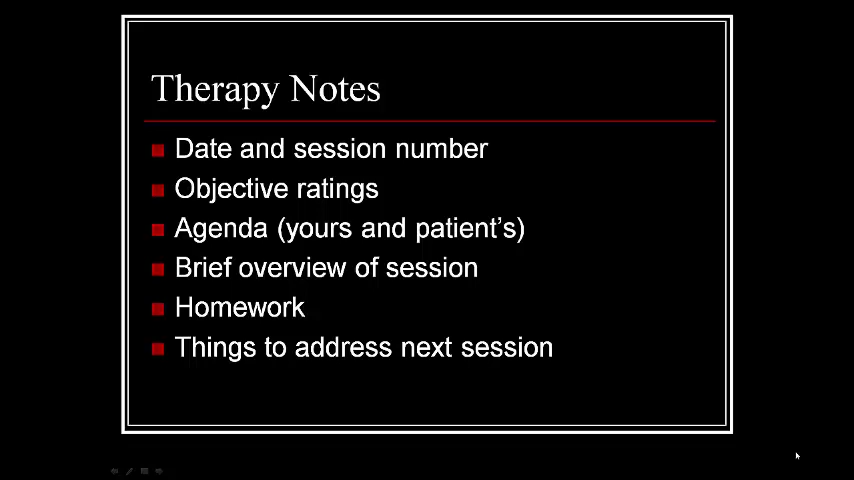 Therapy Notes
Date and session number
Objective ratings
Agenda (yours and patient's)
Brief overview of session
Homework
Things to address next session